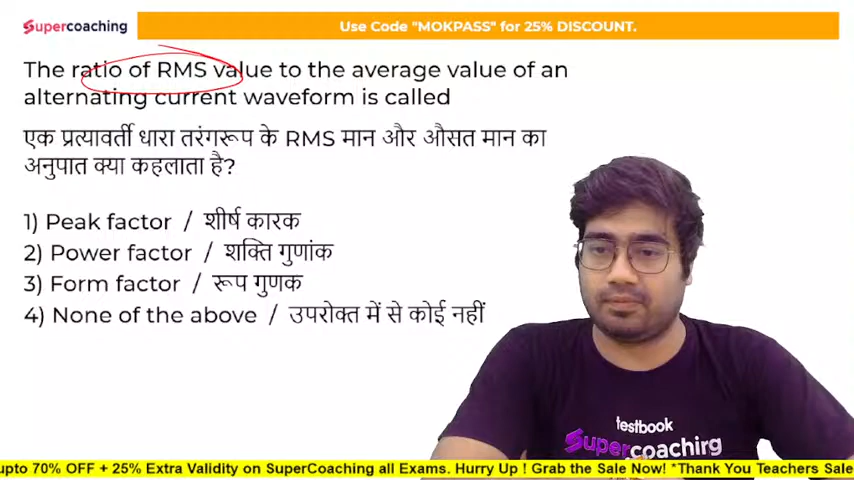 Supercoaching
Use Code "MOKPASS" for 25% DISCOUNT.
The ratio of RMS value to the average value of an
alternating current waveform is called
एक प्रत्यावर्ती धारा तरंगरूप के RMS मान और औसत मान का
अनुपात क्या कहलाता है?
1) Peak factor / शीर्ष कारक
2) Power factor / शक्ति गुणांक
3) Form factor / रूप गुणक
4) None of the above / उपरोक्त में से कोई नहीं
testbook
Supercoaching
upto 70% OFF + 25% Extra Validity on SuperCoaching all Exams. Hurry Up ! Grab the Sale Now! *Thank You Teachers Sale